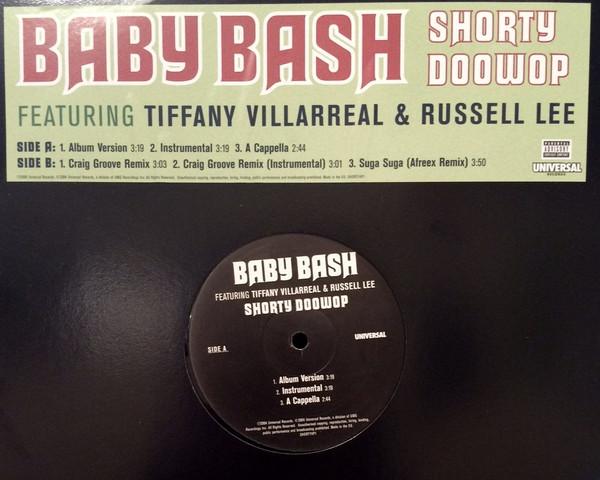 BABY BASH
SHORTY
DOOWOP
FEATURING TIFFANY VILLARREAL & RUSSELL LEE
SIDE A: 1. Album Version 3:19 2. Instrumental 3:19 3. A Cappella 2:44
SIDE B: 1. Craig Groove Remix 3:03 2. Craig Groove Remix (Instrumental) 3:01 3. Suga Suga (Afreex Remix) 3:50
PARENTAL
ADVISORY
EXPLICIT CONTENT
UNIVERSAL
RECORDS
BABY BASH
FEATURING TIFFANY VILLARREAL & RUSSELL LEE
SHORTY DOOWOP
SIDE A
UNIVERSAL
1. Album Version 3:19
2. Instrumental 3:19
3. A Cappella 2:44